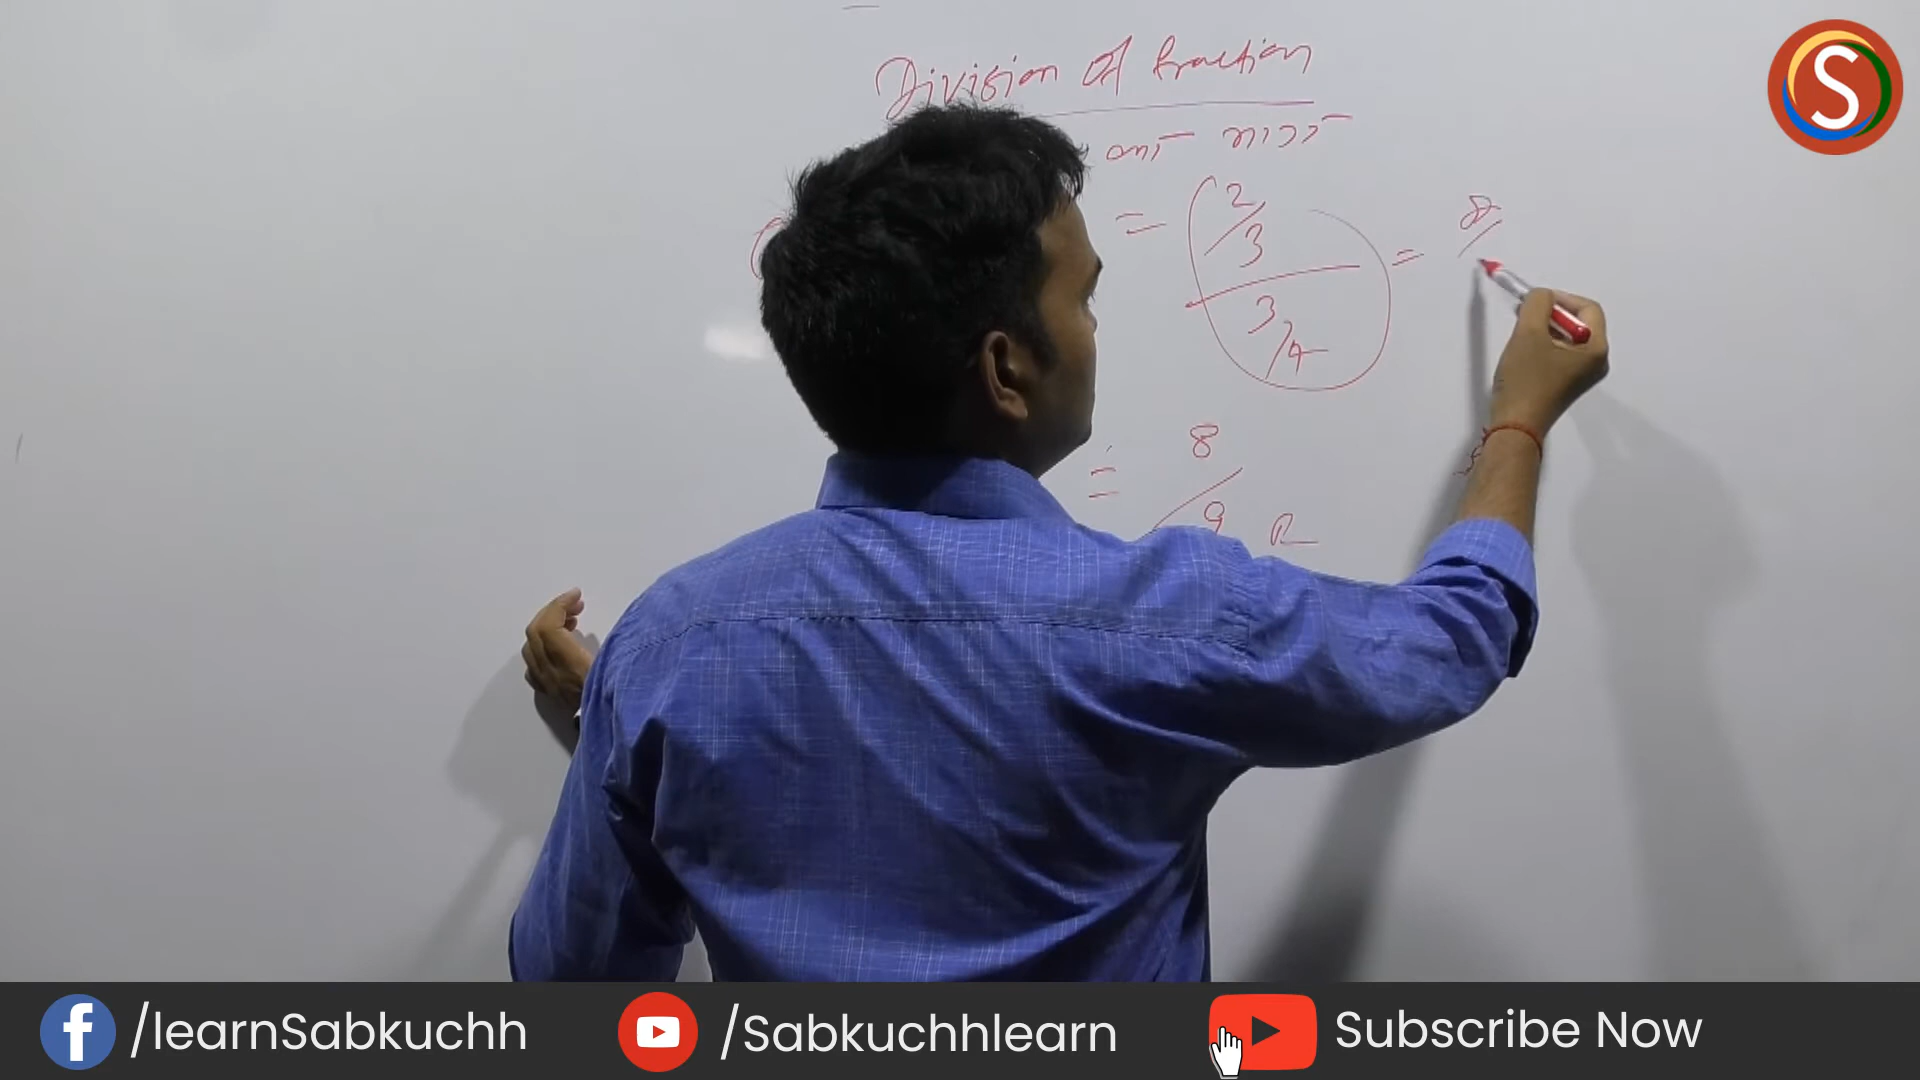 S
Division of fraction
= 2/3 / 3/4 = 8/
= 8/9
/learnSabkuchh /Sabkuchhlearn Subscribe Now